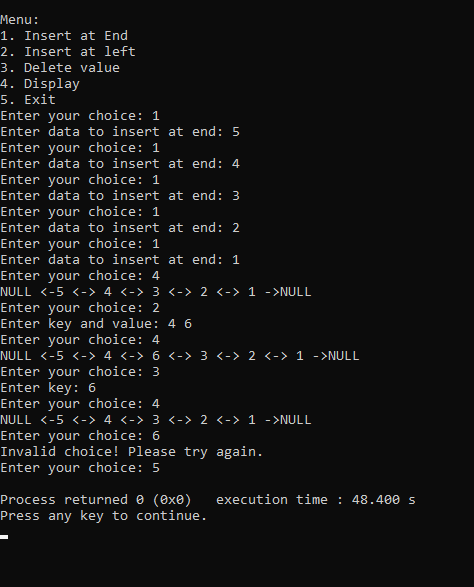 Menu:
1. Insert at End
2. Insert at left
3. Delete value
4. Display
5. Exit
Enter your choice: 1
Enter data to insert at end: 5
Enter your choice: 1
Enter data to insert at end: 4
Enter your choice: 1
Enter data to insert at end: 3
Enter your choice: 1
Enter data to insert at end: 2
Enter your choice: 1
Enter data to insert at end: 1
Enter your choice: 4
NULL <-5 <-> 4 <-> 3 <-> 2 <-> 1 ->NULL
Enter your choice: 2
Enter key and value: 4 6
Enter your choice: 4
NULL <-5 <-> 4 <-> 6 <-> 3 <-> 2 <-> 1 ->NULL
Enter your choice: 3
Enter key: 6
Enter your choice: 4
NULL <-5 <-> 4 <-> 3 <-> 2 <-> 1 ->NULL
Enter your choice: 6
Invalid choice! Please try again.
Enter your choice: 5
Process returned 0 (0x0)   execution time : 48.400 s
Press any key to continue.